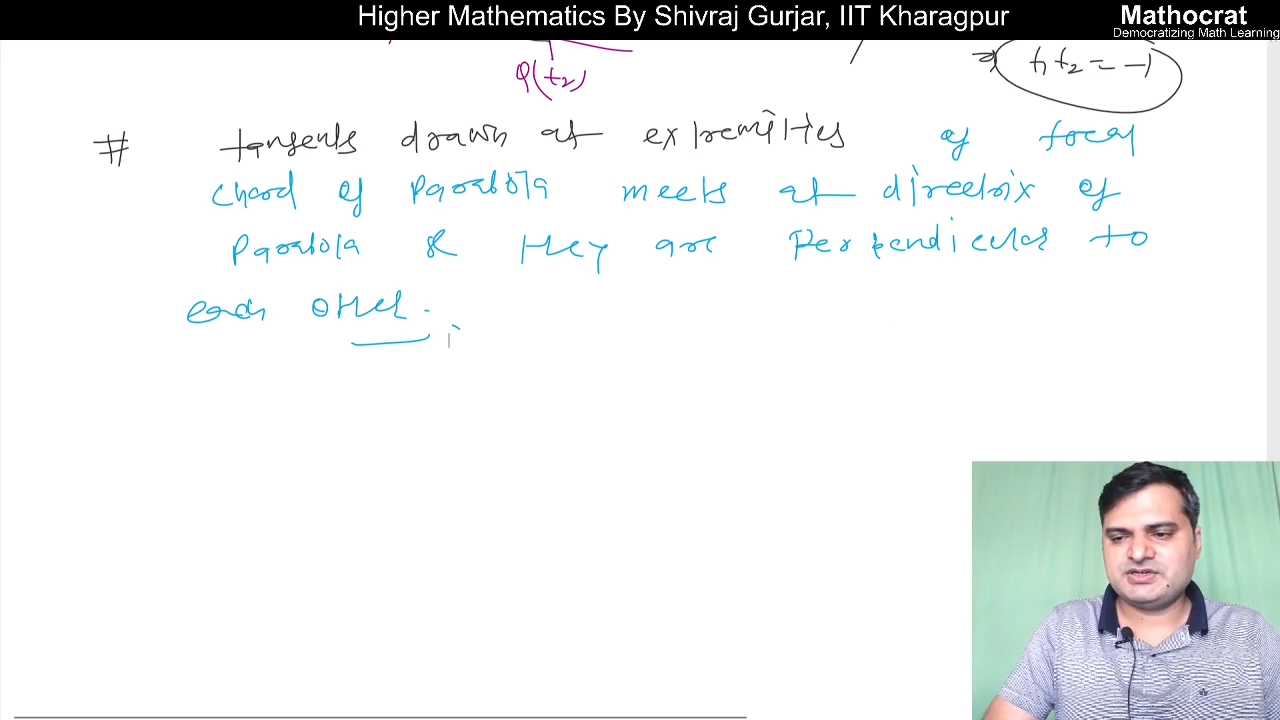 Higher Mathematics By Shivraj Gurjar, IIT Kharagpur
Mathocrat
Democratizing Math Learning
Q(t₂)
⇒ t₁t₂ = -1
# tangents drawn at extremities of focal
chord of Parabola meets at directrix of
Parabola & they are Perpendicular to
each other.